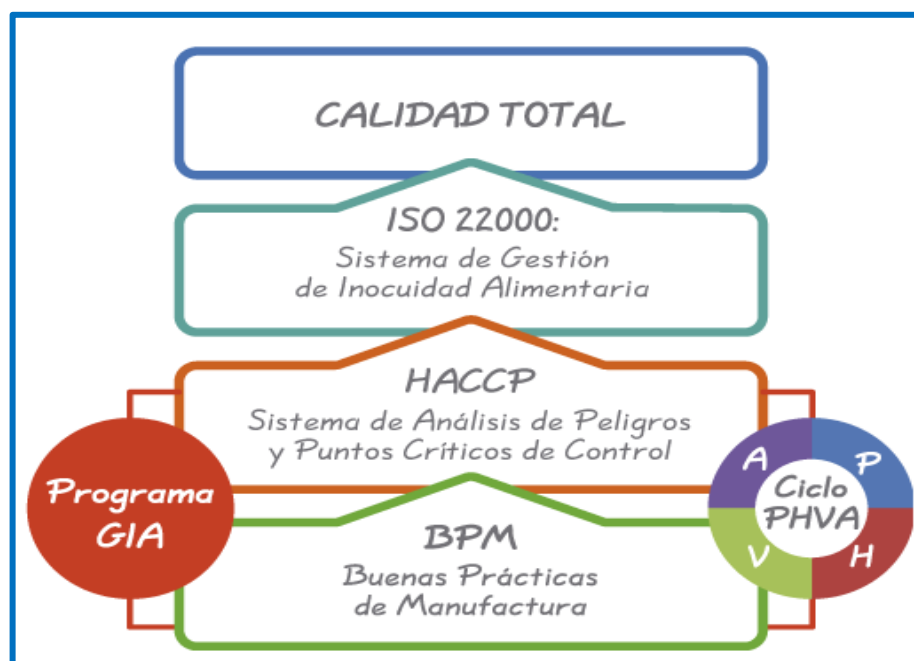 CALIDAD TOTAL
ISO 22000:
Sistema de Gestión
de Inocuidad Alimentaria
HACCP
Sistema de Análisis de Peligros
y Puntos Críticos de Control
Programa
GIA
A
P
Ciclo
PHVA
V
H
BPM
Buenas Prácticas
de Manufactura